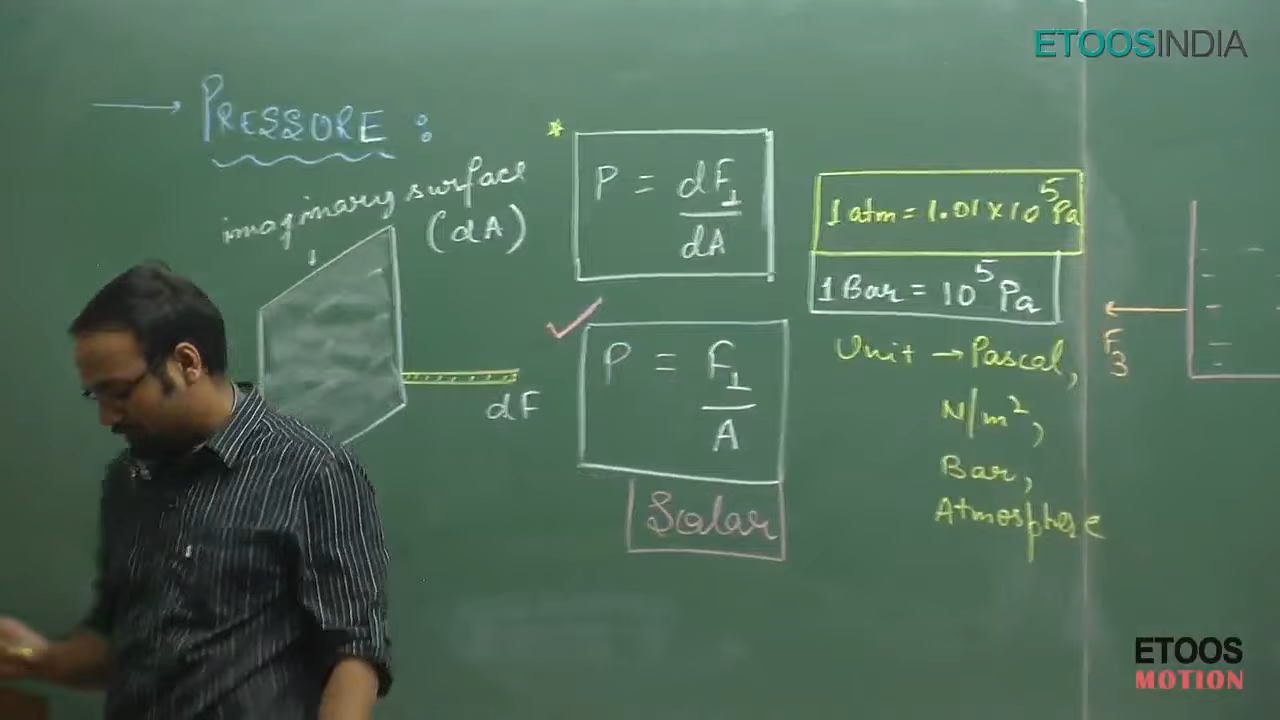 ETOOSINDIA
→ PRESSURE :
imaginary surface
(dA)
dF
* P = dF⊥/dA
✓ P = F⊥/A
Scalar
1 atm = 1.01 × 10⁵ Pa
1 Bar = 10⁵ Pa
Unit → Pascal,
N/m²,
Bar,
Atmosphere
F3
ETOOS
MOTION